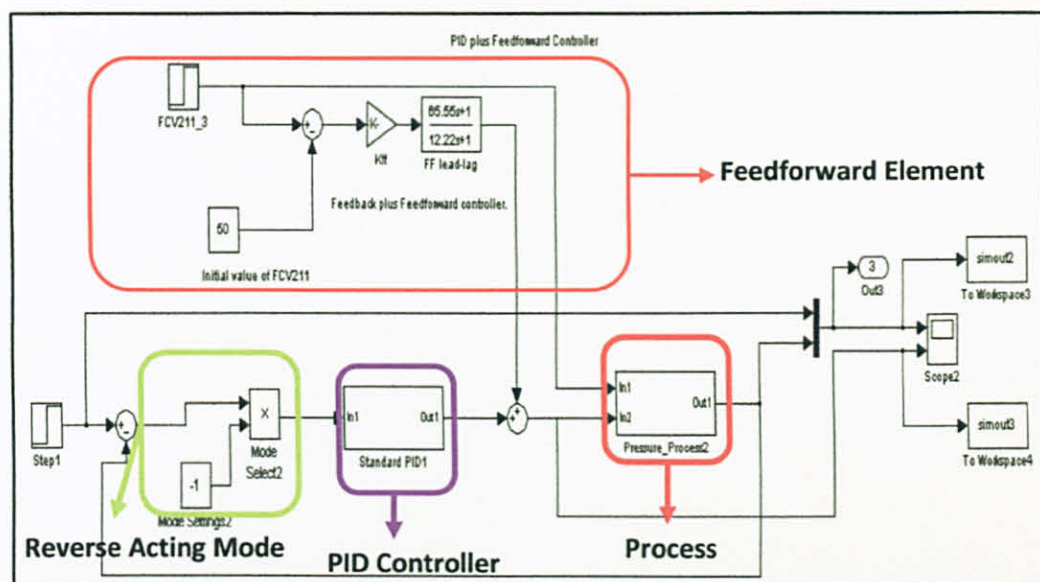 PID plus Feedforward Controller
FCV211_3
+
-
K-
Kff
65.55s+1
12.22s+1
FF lead-lag
Feedforward Element
Feedback plus Feedforward controller.
50
Initial value of FCV211
3
Out3
simout2
To Workspace3
Scope2
simout3
To Workspace4
Step1
+
-
X
Mode
Select2
-1
Mode Settings2
In1
Out1
Standard PID1
+
+
In1
In2
Out1
Pressure_Process2
Reverse Acting Mode
PID Controller
Process